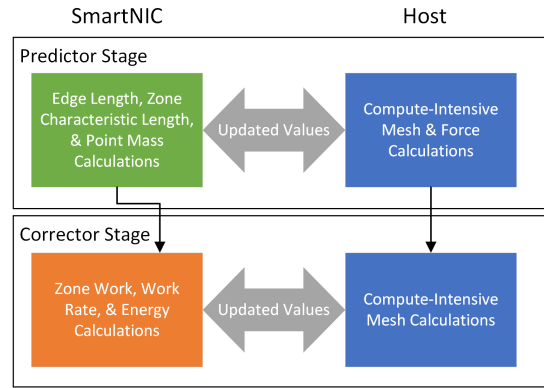 SmartNIC
Host
Predictor Stage
Edge Length, Zone
Characteristic Length,
& Point Mass
Calculations
Updated Values
Compute-Intensive
Mesh & Force
Calculations
Corrector Stage
Zone Work, Work
Rate, & Energy
Calculations
Updated Values
Compute-Intensive
Mesh Calculations